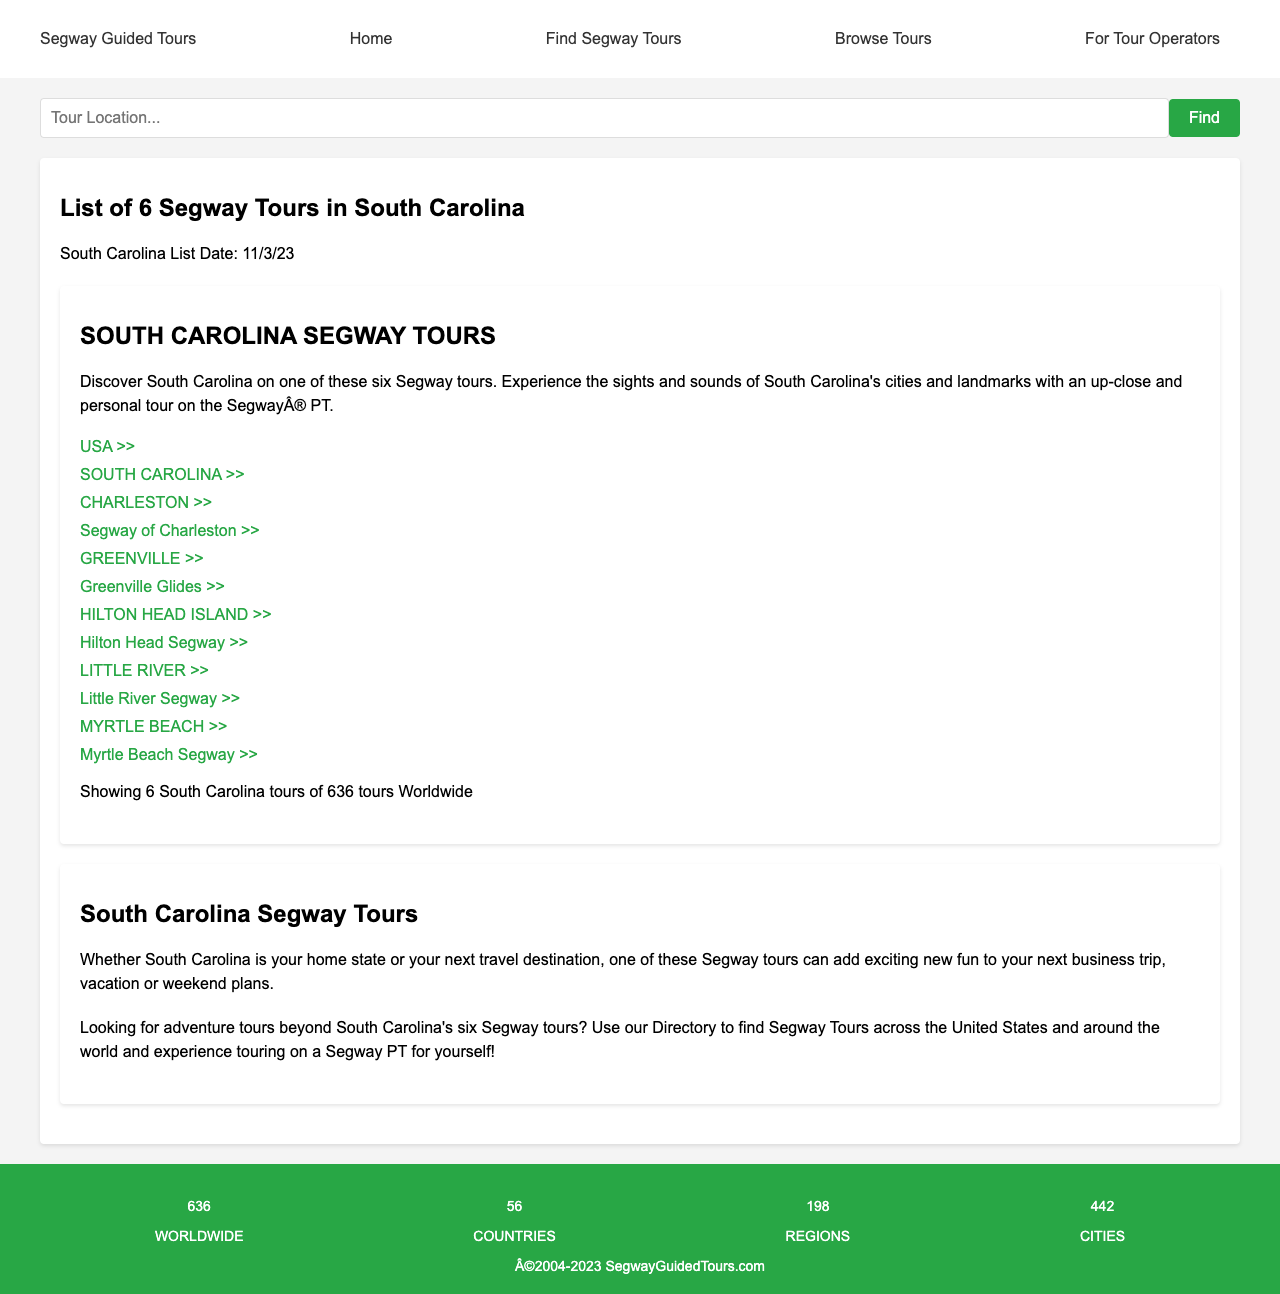 Segway Guided Tours Home Find Segway Tours Browse Tours For Tour Operators
Tour Location... Find
List of 6 Segway Tours in South Carolina
South Carolina List Date: 11/3/23
SOUTH CAROLINA SEGWAY TOURS
Discover South Carolina on one of these six Segway tours. Experience the sights and sounds of South Carolina's cities and landmarks with an up-close and
personal tour on the SegwayÂ® PT.
USA >>
SOUTH CAROLINA >>
CHARLESTON >>
Segway of Charleston >>
GREENVILLE >>
Greenville Glides >>
HILTON HEAD ISLAND >>
Hilton Head Segway >>
LITTLE RIVER >>
Little River Segway >>
MYRTLE BEACH >>
Myrtle Beach Segway >>
Showing 6 South Carolina tours of 636 tours Worldwide
South Carolina Segway Tours
Whether South Carolina is your home state or your next travel destination, one of these Segway tours can add exciting new fun to your next business trip,
vacation or weekend plans.
Looking for adventure tours beyond South Carolina's six Segway tours? Use our Directory to find Segway Tours across the United States and around the
world and experience touring on a Segway PT for yourself!
636 56 198 442
WORLDWIDE COUNTRIES REGIONS CITIES
Â©2004-2023 SegwayGuidedTours.com